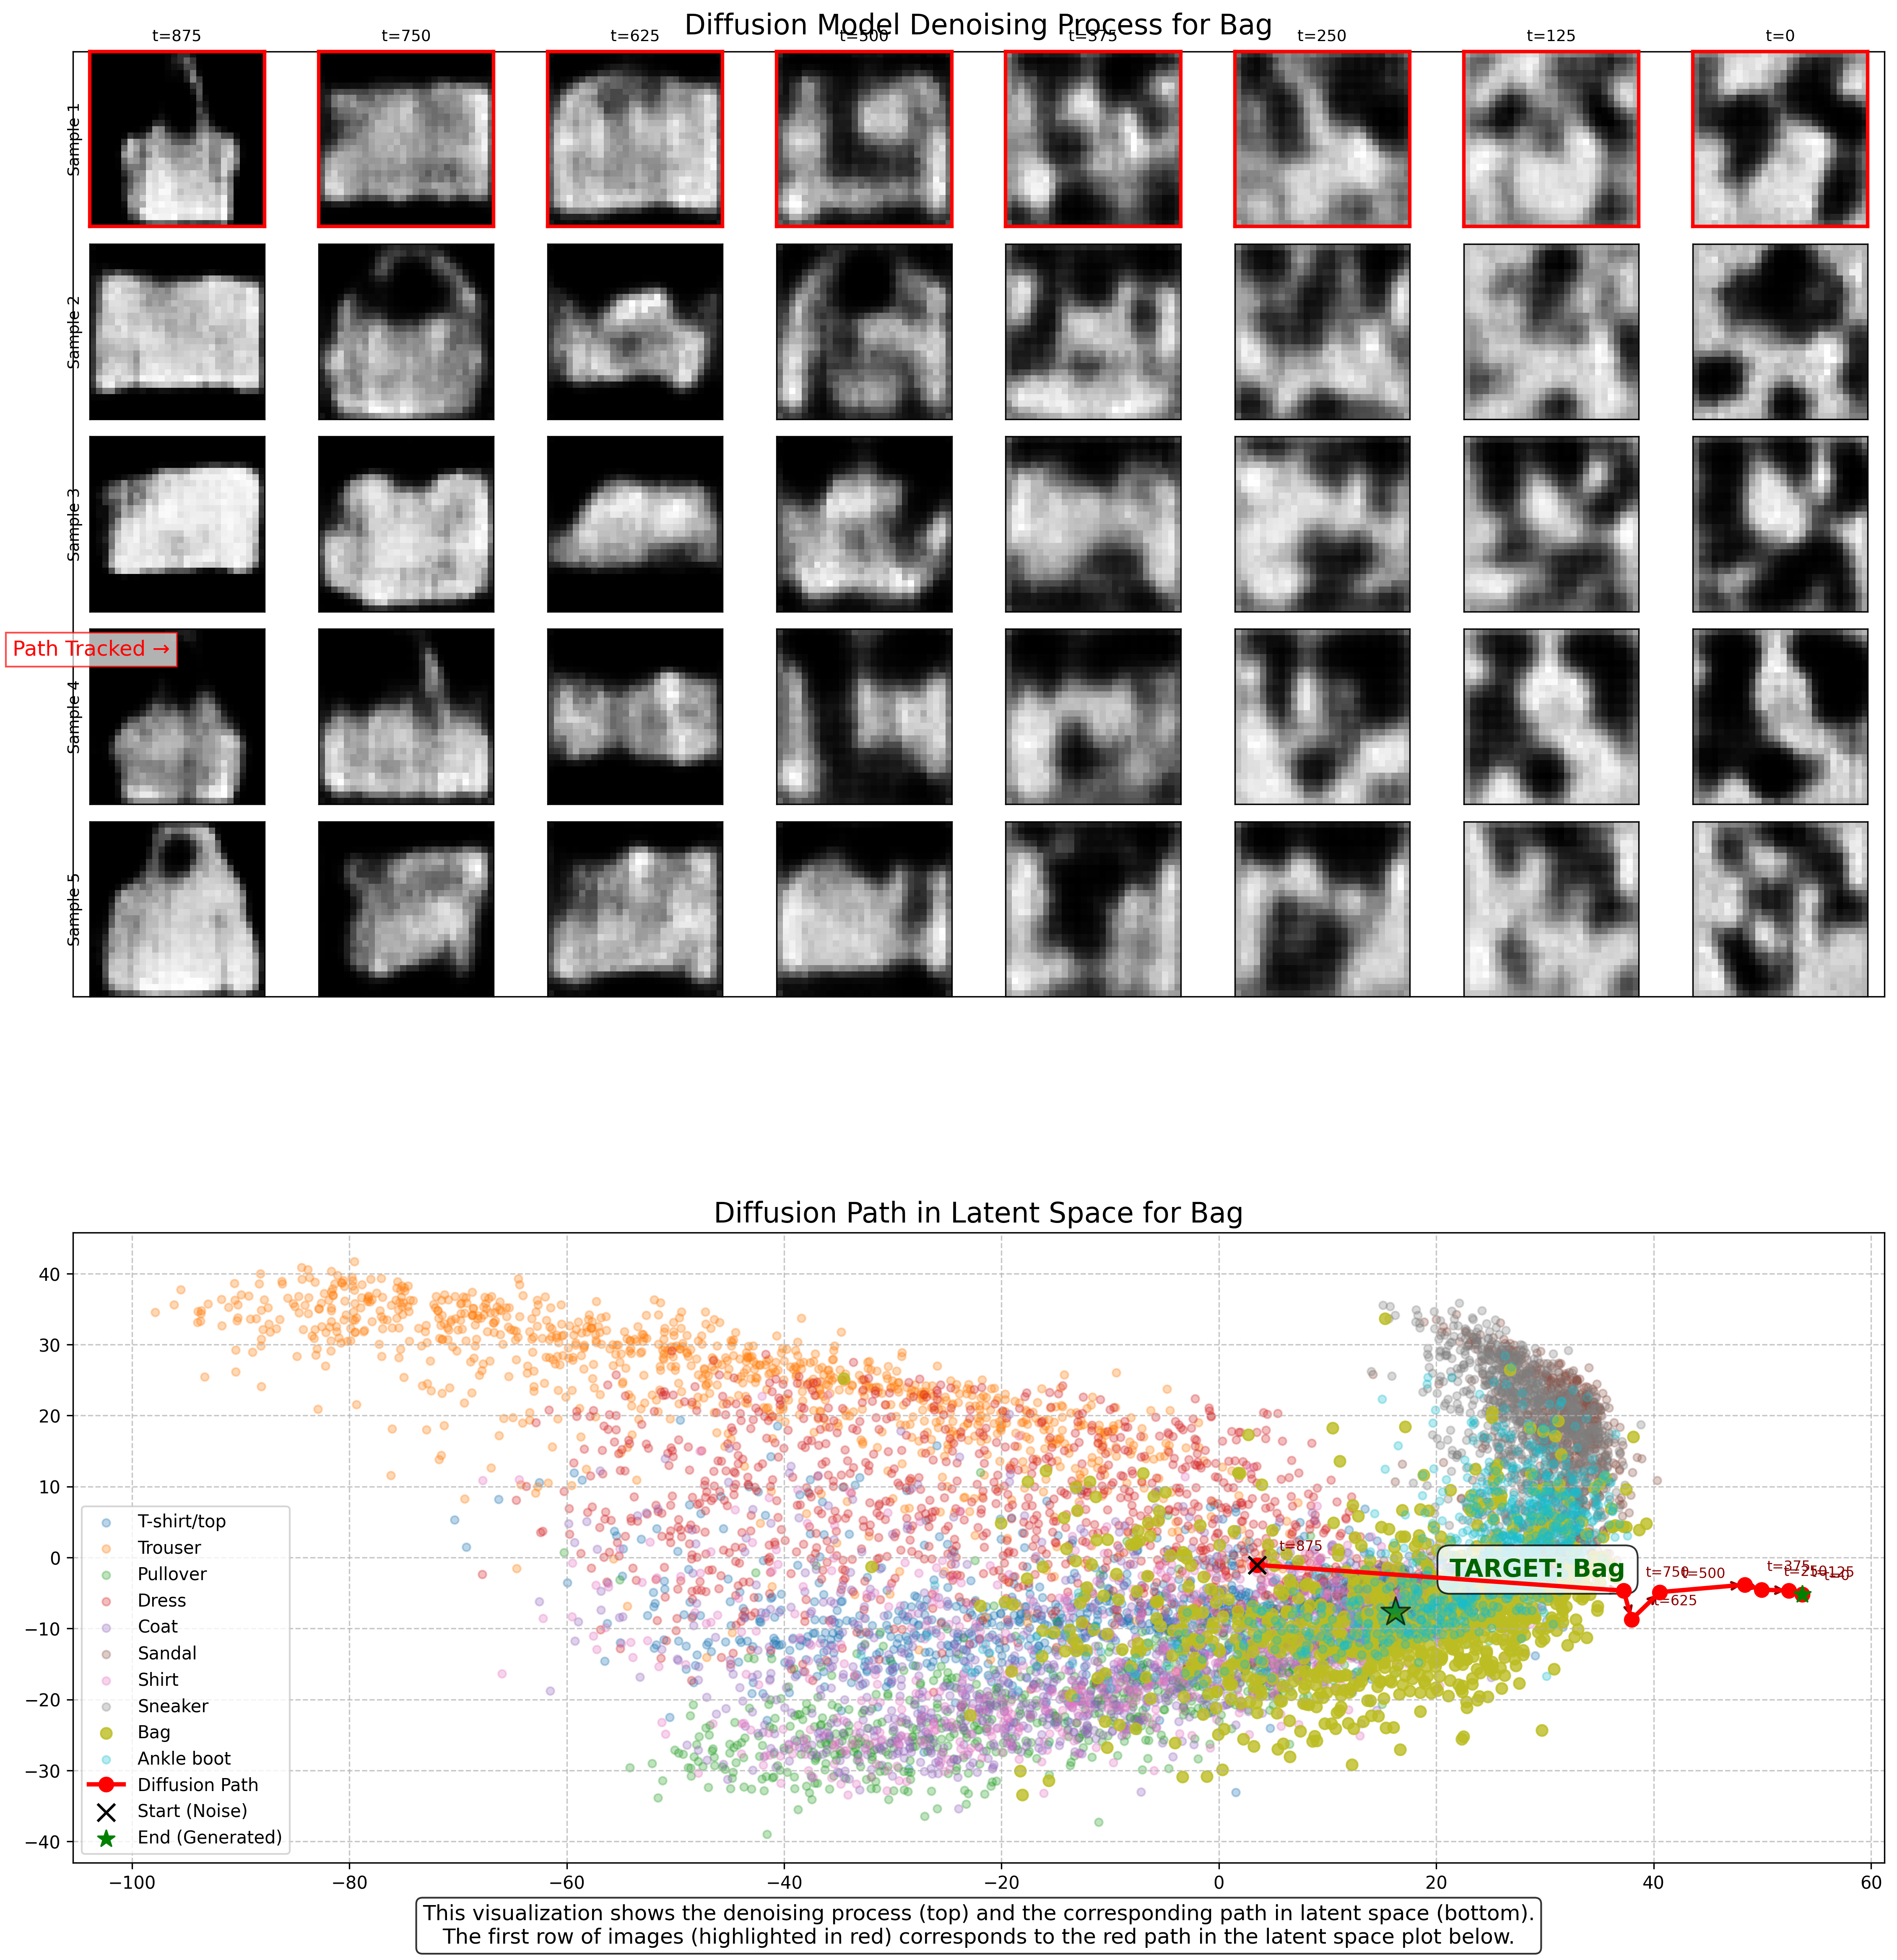 Diffusion Model Denoising Process for Bag
t=875
t=750
t=625
t=500
t=375
t=250
t=125
t=0
Sample 1
Sample 2
Sample 3
Path Tracked →
Sample 4
Sample 5
Diffusion Path in Latent Space for Bag
40
30
20
10
0
−10
−20
−30
−40
t=875
TARGET: Bag
t=750
t=500
t=625
t=375
t=250
t=125
t=0
T-shirt/top
Trouser
Pullover
Dress
Coat
Sandal
Shirt
Sneaker
Bag
Ankle boot
Diffusion Path
Start (Noise)
End (Generated)
−100
−80
−60
−40
−20
0
20
40
60
This visualization shows the denoising process (top) and the corresponding path in latent space (bottom).
The first row of images (highlighted in red) corresponds to the red path in the latent space plot below.